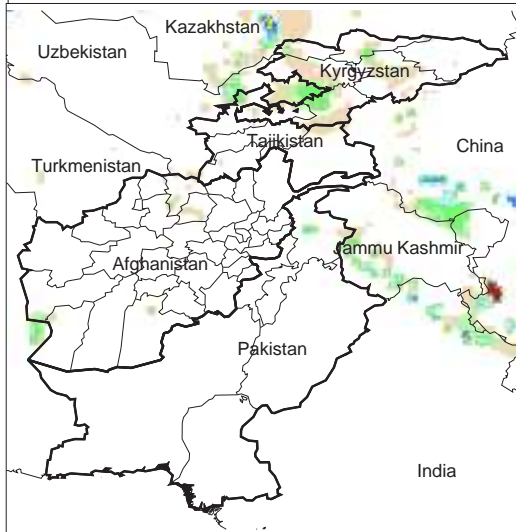 Kazakhstan
Uzbekistan
Kyrgyzstan
Tajikistan
China
Turkmenistan
Jammu Kashmir
Afghanistan
Pakistan
India